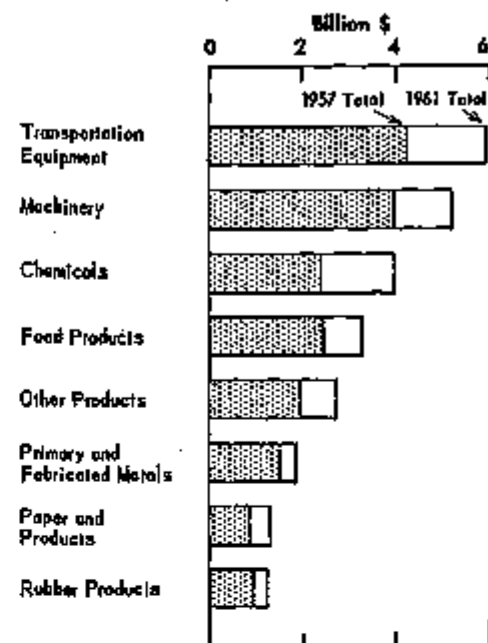 Billion $
0 2 4 6
1957 Total 1961 Total
Transportation
Equipment
Machinery
Chemicals
Food Products
Other Products
Primary and
Fabricated Metals
Paper and
Products
Rubber Products